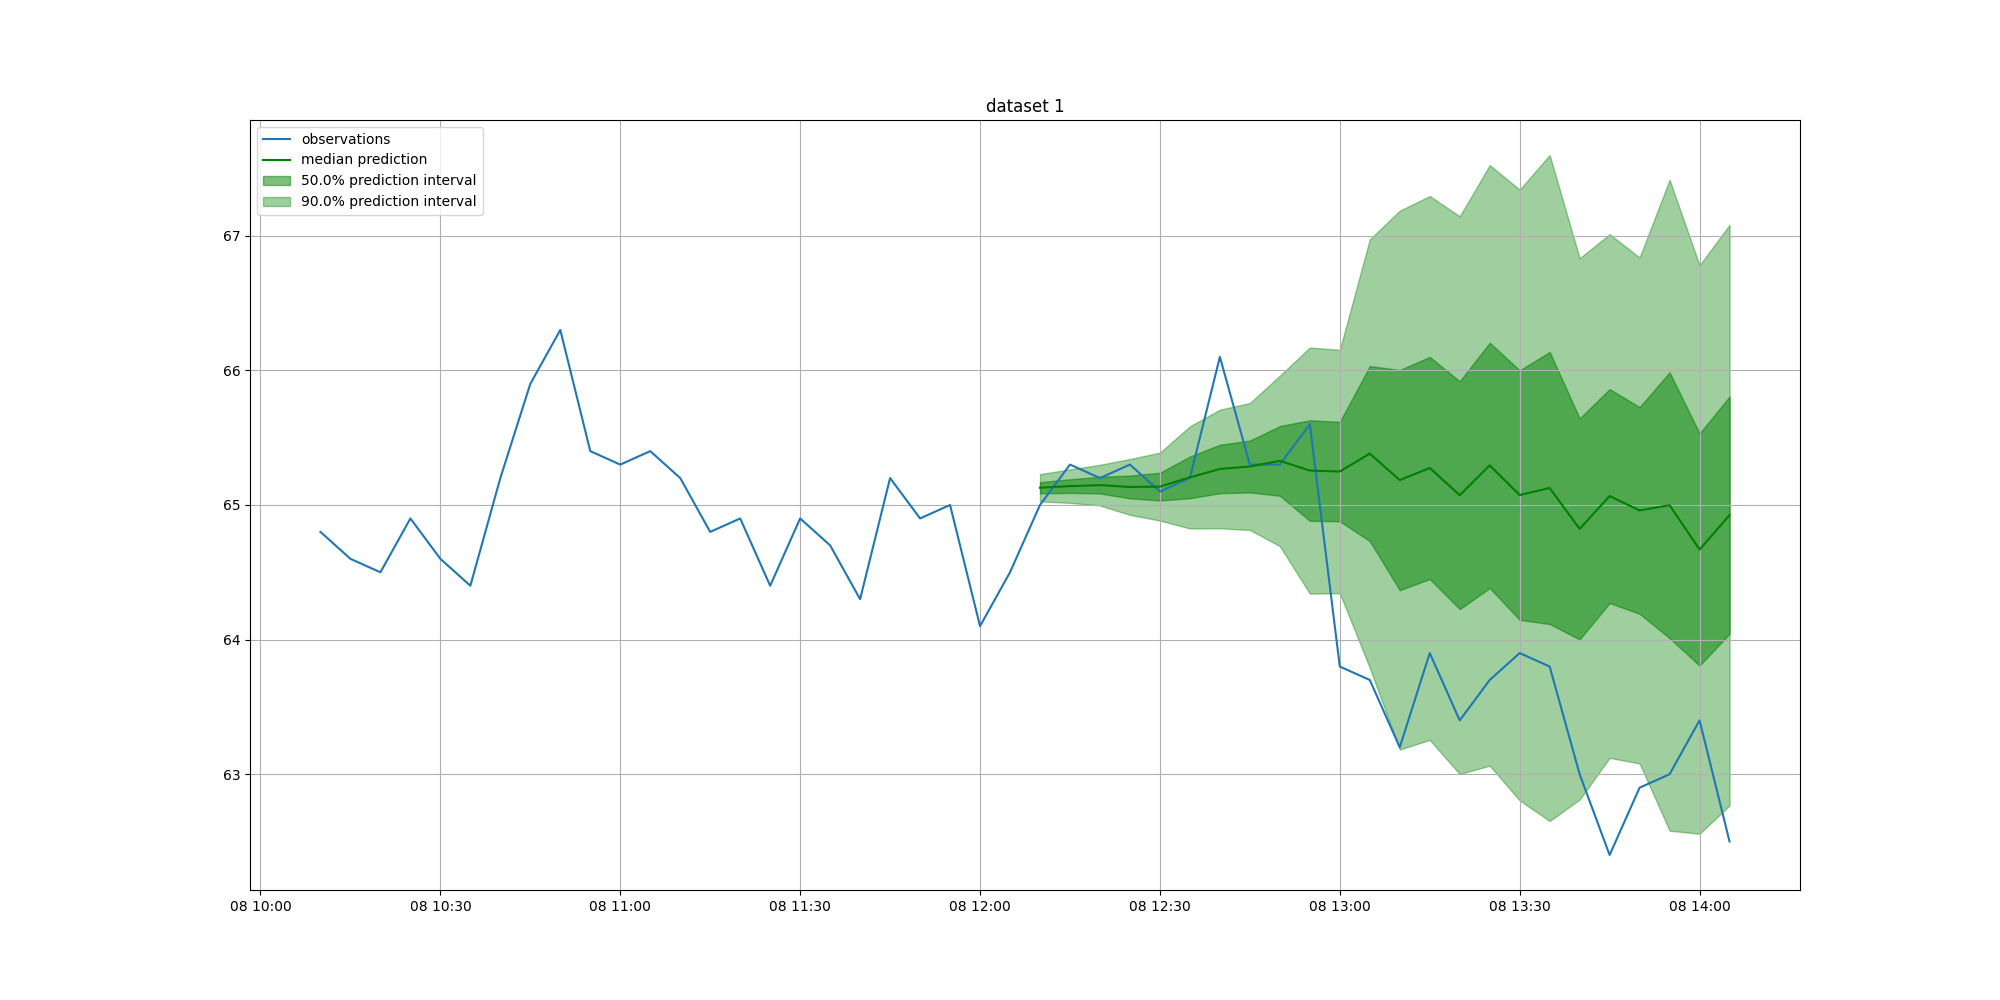 dataset 1
observations
median prediction
50.0% prediction interval
90.0% prediction interval
67
66
65
64
63
08 10:00 08 10:30 08 11:00 08 11:30 08 12:00 08 12:30 08 13:00 08 13:30 08 14:00